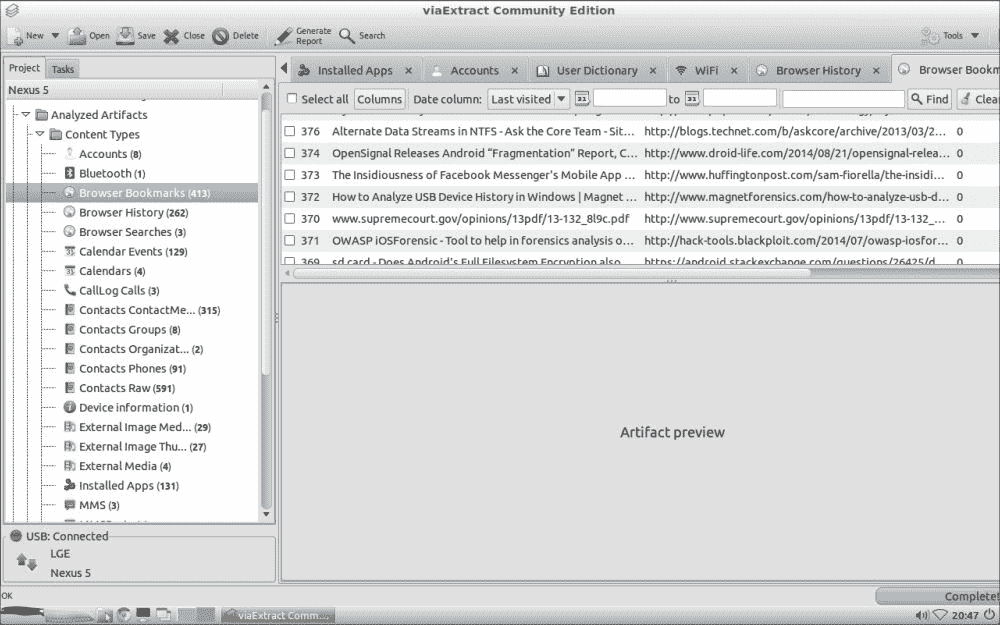 viaExtract Community Edition
New Open Save Close Delete Generate Report Search Tools
Project Tasks
Installed Apps Accounts User Dictionary WiFi Browser History Browser Bookm
Nexus 5
Select all Columns Date column: Last visited 31 to 31 Find Clea
Analyzed Artifacts
Content Types
Accounts (8)
Bluetooth (1)
Browser Bookmarks (413)
Browser History (262)
Browser Searches (3)
Calendar Events (129)
Calendars (4)
CallLog Calls (3)
Contacts ContactMe... (315)
Contacts Groups (8)
Contacts Organizat... (2)
Contacts Phones (91)
Contacts Raw (591)
Device information (1)
External Image Med... (29)
External Image Thu... (27)
External Media (4)
Installed Apps (131)
MMS (3)
376 Alternate Data Streams in NTFS - Ask the Core Team - Sit... http://blogs.technet.com/b/askcore/archive/2013/03/2... 0
374 OpenSignal Releases Android “Fragmentation” Report, C... http://www.droid-life.com/2014/08/21/opensignal-relea... 0
373 The Insidiousness of Facebook Messenger's Mobile App ... http://www.huffingtonpost.com/sam-fiorella/the-insidi... 0
372 How to Analyze USB Device History in Windows | Magnet ... http://www.magnetforensics.com/how-to-analyze-usb-d... 0
370 www.supremecourt.gov/opinions/13pdf/13-132_8l9c.pdf http://www.supremecourt.gov/opinions/13pdf/13-132_... 0
371 OWASP iOSForensic - Tool to help in forensics analysis o... http://hack-tools.blackploit.com/2014/07/owasp-iosfor... 0
369 sd card - Does Android's Full Filesystem Encryption also https://android.stackexchange.com/questions/26425/d 0
Artifact preview
USB: Connected
LGE
Nexus 5
OK
Complete!
viaExtract Comm...
20:47